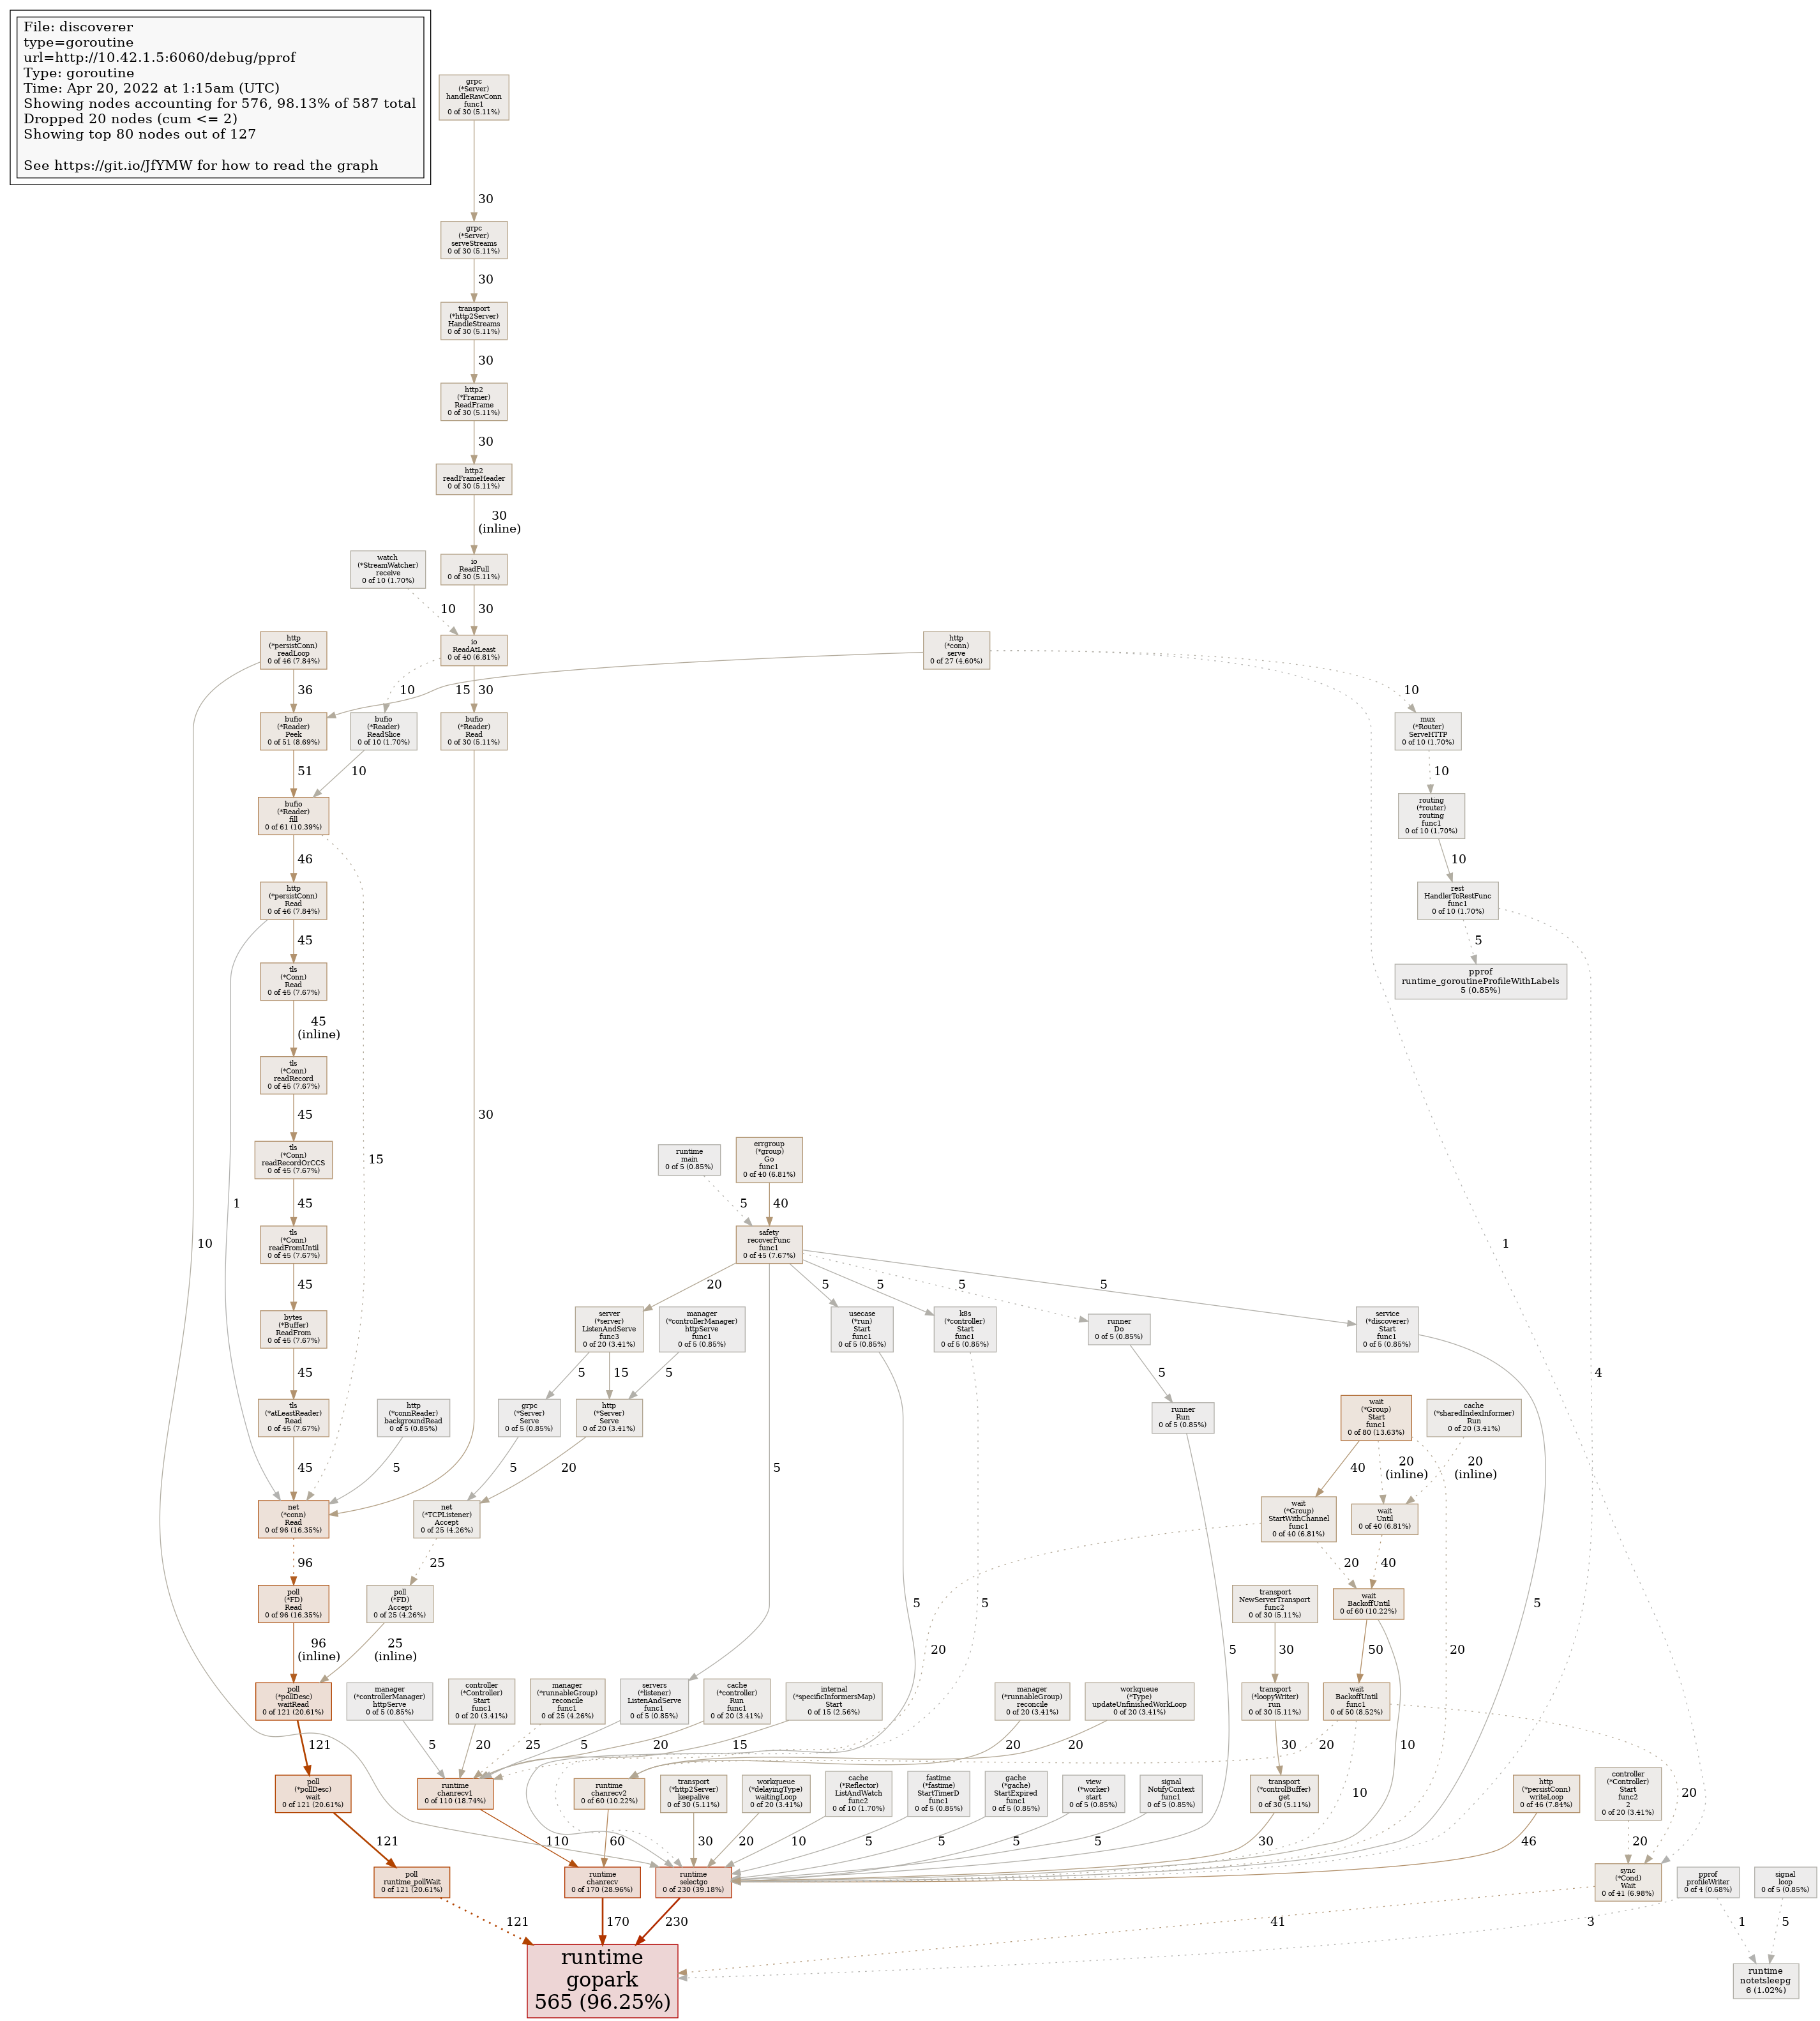 File: discoverer
type=goroutine
url=http://10.42.1.5:6060/debug/pprof
Type: goroutine
Time: Apr 20, 2022 at 1:15am (UTC)
Showing nodes accounting for 576, 98.13% of 587 total
Dropped 20 nodes (cum <= 2)
Showing top 80 nodes out of 127
See https://git.io/JfYMW for how to read the graph
grpc
(*Server)
handleRawConn
func1
0 of 30 (5.11%)
30
grpc
(*Server)
serveStreams
0 of 30 (5.11%)
30
transport
(*http2Server)
HandleStreams
0 of 30 (5.11%)
30
http2
(*Framer)
ReadFrame
0 of 30 (5.11%)
30
http2
readFrameHeader
0 of 30 (5.11%)
30
(inline)
watch
(*StreamWatcher)
receive
0 of 10 (1.70%)
io
ReadFull
0 of 30 (5.11%)
10
30
http
(*persistConn)
readLoop
0 of 46 (7.84%)
io
ReadAtLeast
0 of 40 (6.81%)
http
(*conn)
serve
0 of 27 (4.60%)
36
10
15
30
10
bufio
(*Reader)
Peek
0 of 51 (8.69%)
bufio
(*Reader)
ReadSlice
0 of 10 (1.70%)
bufio
(*Reader)
Read
0 of 30 (5.11%)
mux
(*Router)
ServeHTTP
0 of 10 (1.70%)
51
10
10
bufio
(*Reader)
fill
0 of 61 (10.39%)
routing
(*router)
routing
func1
0 of 10 (1.70%)
46
10
http
(*persistConn)
Read
0 of 46 (7.84%)
rest
HandlerToRestFunc
func1
0 of 10 (1.70%)
45
5
tls
(*Conn)
Read
0 of 45 (7.67%)
pprof
runtime_goroutineProfileWithLabels
5 (0.85%)
45
(inline)
tls
(*Conn)
readRecord
0 of 45 (7.67%)
45
30
tls
(*Conn)
readRecordOrCCS
0 of 45 (7.67%)
15
runtime
main
0 of 5 (0.85%)
errgroup
(*group)
Go
func1
0 of 40 (6.81%)
1
45
5
40
4
10
tls
(*Conn)
readFromUntil
0 of 45 (7.67%)
safety
recoverFunc
func1
0 of 45 (7.67%)
1
45
20
5
5
5
5
bytes
(*Buffer)
ReadFrom
0 of 45 (7.67%)
server
(*server)
ListenAndServe
func3
0 of 20 (3.41%)
manager
(*controllerManager)
httpServe
func1
0 of 5 (0.85%)
usecase
(*run)
Start
func1
0 of 5 (0.85%)
k8s
(*controller)
Start
func1
0 of 5 (0.85%)
runner
Do
0 of 5 (0.85%)
service
(*discoverer)
Start
func1
0 of 5 (0.85%)
45
5
15
5
5
tls
(*atLeastReader)
Read
0 of 45 (7.67%)
http
(*connReader)
backgroundRead
0 of 5 (0.85%)
grpc
(*Server)
Serve
0 of 5 (0.85%)
http
(*Server)
Serve
0 of 20 (3.41%)
runner
Run
0 of 5 (0.85%)
wait
(*Group)
Start
func1
0 of 80 (13.63%)
cache
(*sharedIndexInformer)
Run
0 of 20 (3.41%)
45
5
5
20
5
40
20
(inline)
20
(inline)
net
(*conn)
Read
0 of 96 (16.35%)
net
(*TCPListener)
Accept
0 of 25 (4.26%)
wait
(*Group)
StartWithChannel
func1
0 of 40 (6.81%)
wait
Until
0 of 40 (6.81%)
96
25
20
40
poll
(*FD)
Read
0 of 96 (16.35%)
poll
(*FD)
Accept
0 of 25 (4.26%)
transport
NewServerTransport
func2
0 of 30 (5.11%)
wait
BackoffUntil
0 of 60 (10.22%)
5
5
5
96
(inline)
25
(inline)
20
5
30
50
20
poll
(*pollDesc)
waitRead
0 of 121 (20.61%)
manager
(*controllerManager)
httpServe
0 of 5 (0.85%)
controller
(*Controller)
Start
func1
0 of 20 (3.41%)
manager
(*runnableGroup)
reconcile
func1
0 of 25 (4.26%)
servers
(*listener)
ListenAndServe
func1
0 of 5 (0.85%)
cache
(*controller)
Run
func1
0 of 20 (3.41%)
internal
(*specificInformersMap)
Start
0 of 15 (2.56%)
manager
(*runnableGroup)
reconcile
0 of 20 (3.41%)
workqueue
(*Type)
updateUnfinishedWorkLoop
0 of 20 (3.41%)
transport
(*loopyWriter)
run
0 of 30 (5.11%)
wait
BackoffUntil
func1
0 of 50 (8.52%)
121
5
20
25
5
20
15
20
20
30
20
10
poll
(*pollDesc)
wait
0 of 121 (20.61%)
runtime
chanrecv1
0 of 110 (18.74%)
runtime
chanrecv2
0 of 60 (10.22%)
transport
(*http2Server)
keepalive
0 of 30 (5.11%)
workqueue
(*delayingType)
waitingLoop
0 of 20 (3.41%)
cache
(*Reflector)
ListAndWatch
func2
0 of 10 (1.70%)
fastime
(*fastime)
StartTimerD
func1
0 of 5 (0.85%)
gache
(*gache)
StartExpired
func1
0 of 5 (0.85%)
view
(*worker)
start
0 of 5 (0.85%)
signal
NotifyContext
func1
0 of 5 (0.85%)
transport
(*controlBuffer)
get
0 of 30 (5.11%)
10
http
(*persistConn)
writeLoop
0 of 46 (7.84%)
controller
(*Controller)
Start
func2
2
0 of 20 (3.41%)
20
121
110
60
30
20
10
5
5
5
5
30
46
20
poll
runtime_pollWait
0 of 121 (20.61%)
runtime
chanrecv
0 of 170 (28.96%)
runtime
selectgo
0 of 230 (39.18%)
sync
(*Cond)
Wait
0 of 41 (6.98%)
pprof
profileWriter
0 of 4 (0.68%)
signal
loop
0 of 5 (0.85%)
121
170
230
41
3
1
5
runtime
gopark
565 (96.25%)
runtime
notetsleepg
6 (1.02%)